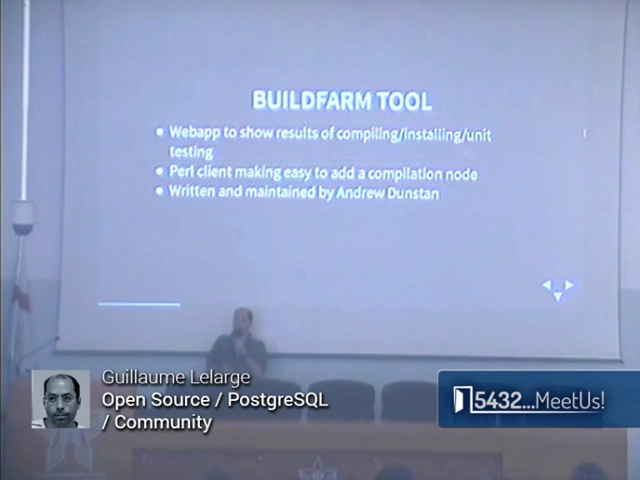 BUILDFARM TOOL
Webapp to show results of compiling/installing/unit
testing
Perl client making easy to add a compilation node
Written and maintained by Andrew Dunstan
Guillaume Lelarge
Open Source / PostgreSQL
/ Community
5432...MeetUs!